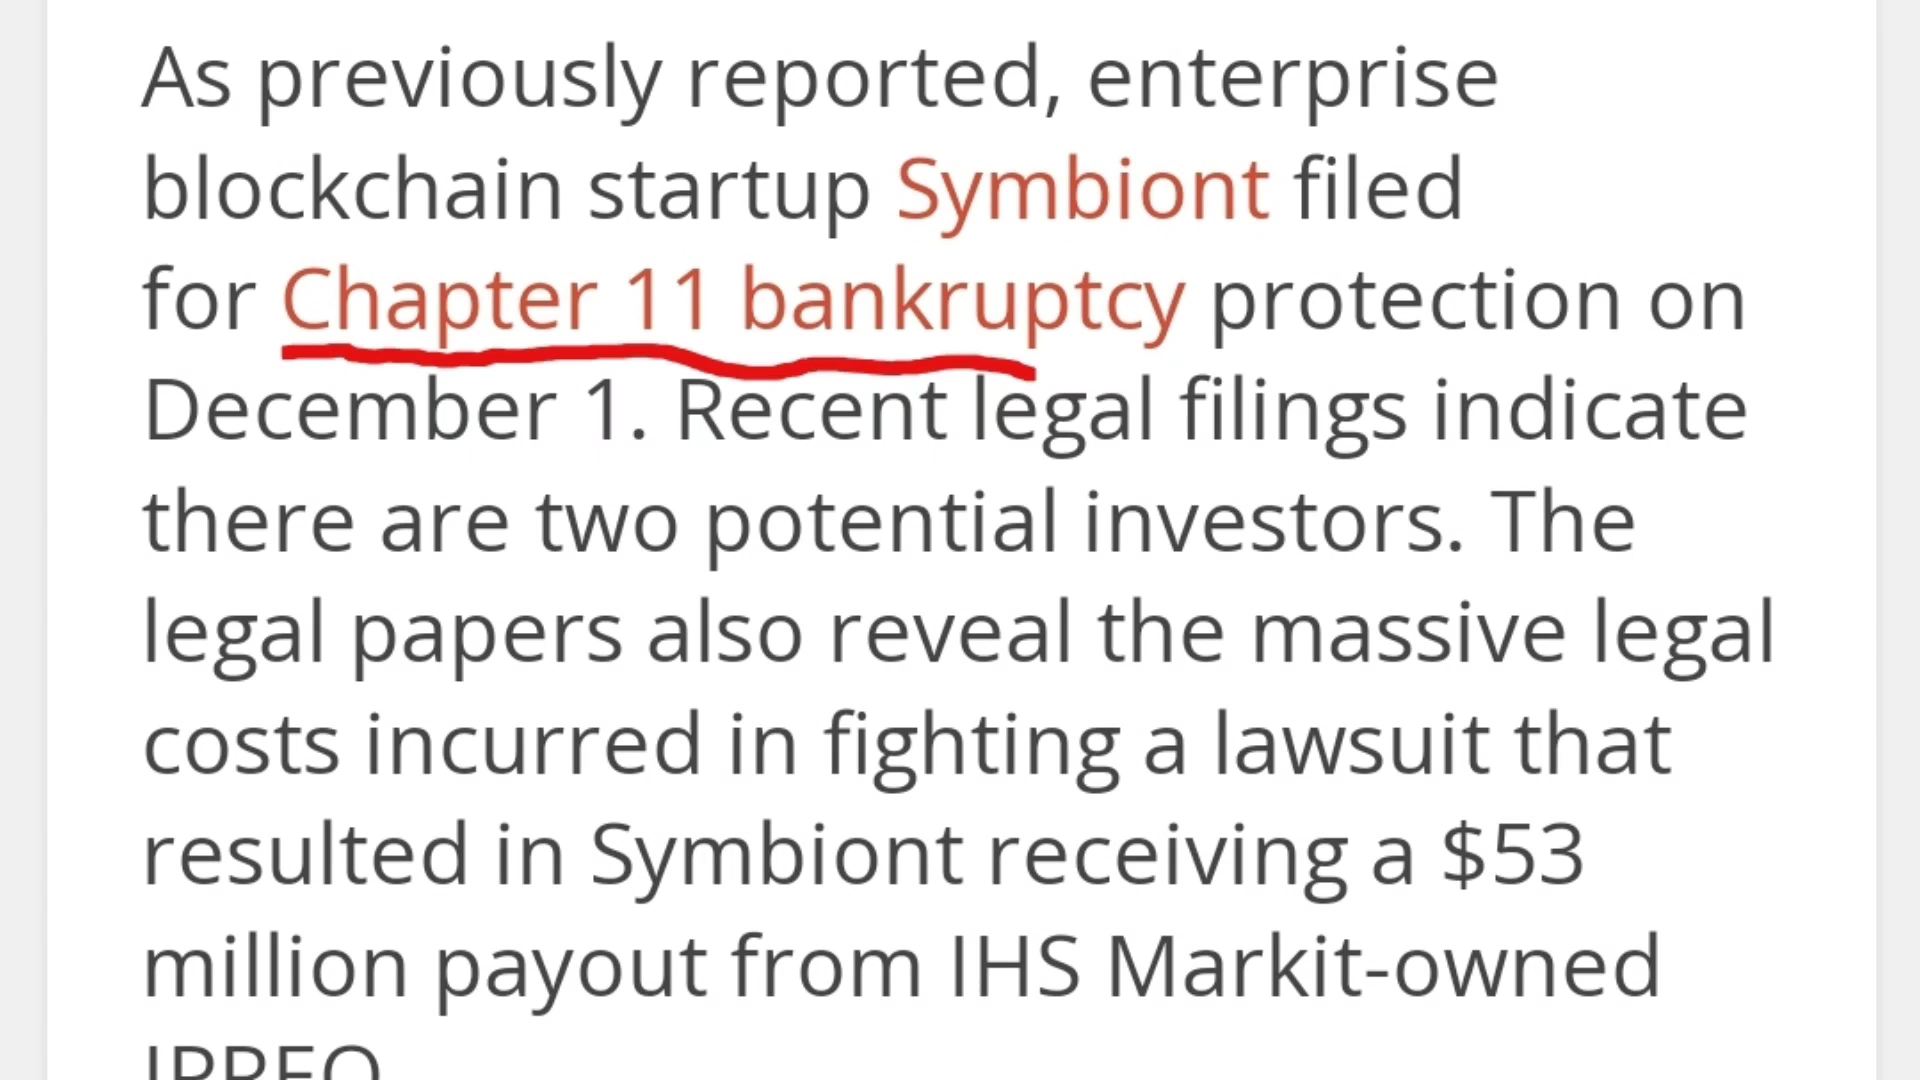 As previously reported, enterprise
blockchain startup Symbiont filed
for Chapter 11 bankruptcy protection on
December 1. Recent legal filings indicate
there are two potential investors. The
legal papers also reveal the massive legal
costs incurred in fighting a lawsuit that
resulted in Symbiont receiving a $53
million payout from IHS Markit-owned
IPREO